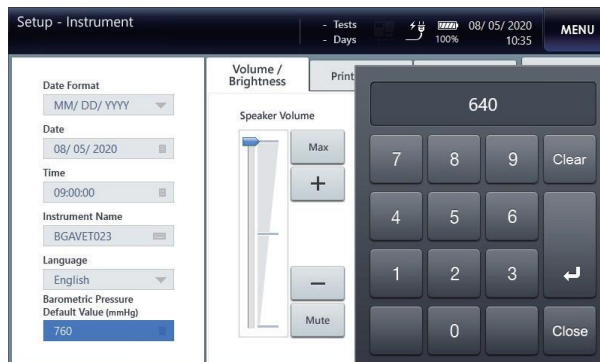 Setup - Instrument
- Tests
- Days
100%
08/ 05/ 2020
10:35
MENU
Date Format
MM/ DD/ YYYY
Date
08/ 05/ 2020
Time
09:00:00
Instrument Name
BGAVET023
Language
English
Barometric Pressure
Default Value (mmHg)
760
Volume /
Brightness
Print
Speaker Volume
Max
+
−
Mute
640
7 8 9 Clear
4 5 6
1 2 3
0 Close